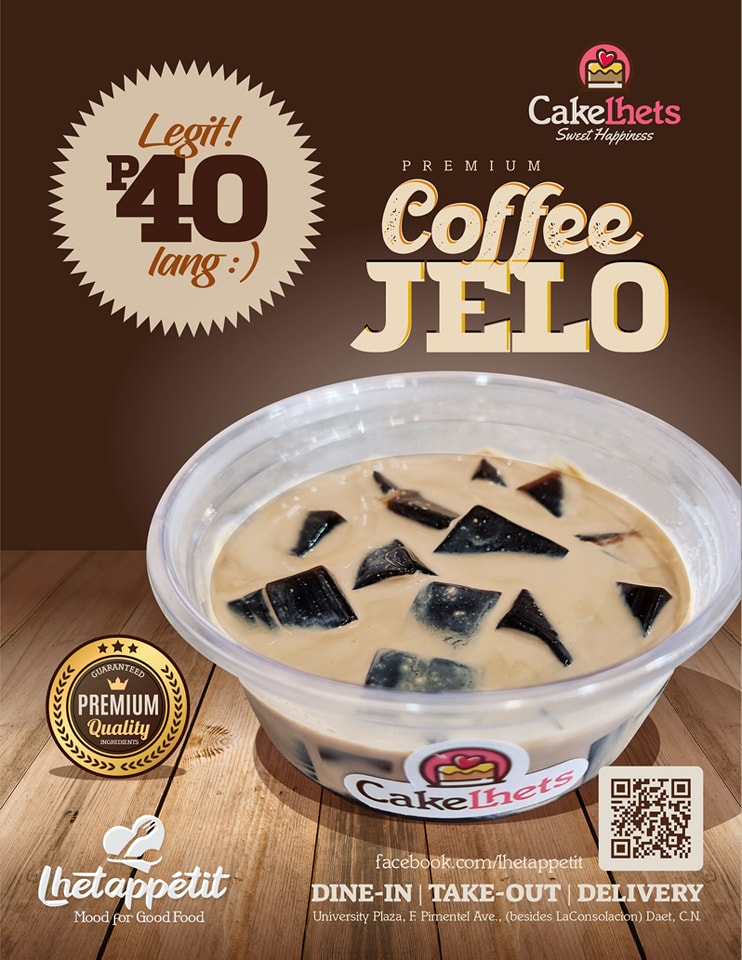 Legit!
₱40
lang :)
CakeLhets
Sweet Happiness
PREMIUM
Coffee
JELO
GUARANTEED
PREMIUM
Quality
INGREDIENTS
CakeLhets
Lhetappétit
Mood for Good Food
facebook.com/lhetappetit
DINE-IN | TAKE-OUT | DELIVERY
University Plaza, F. Pimentel Ave., (besides LaConsolacion) Daet, C.N.